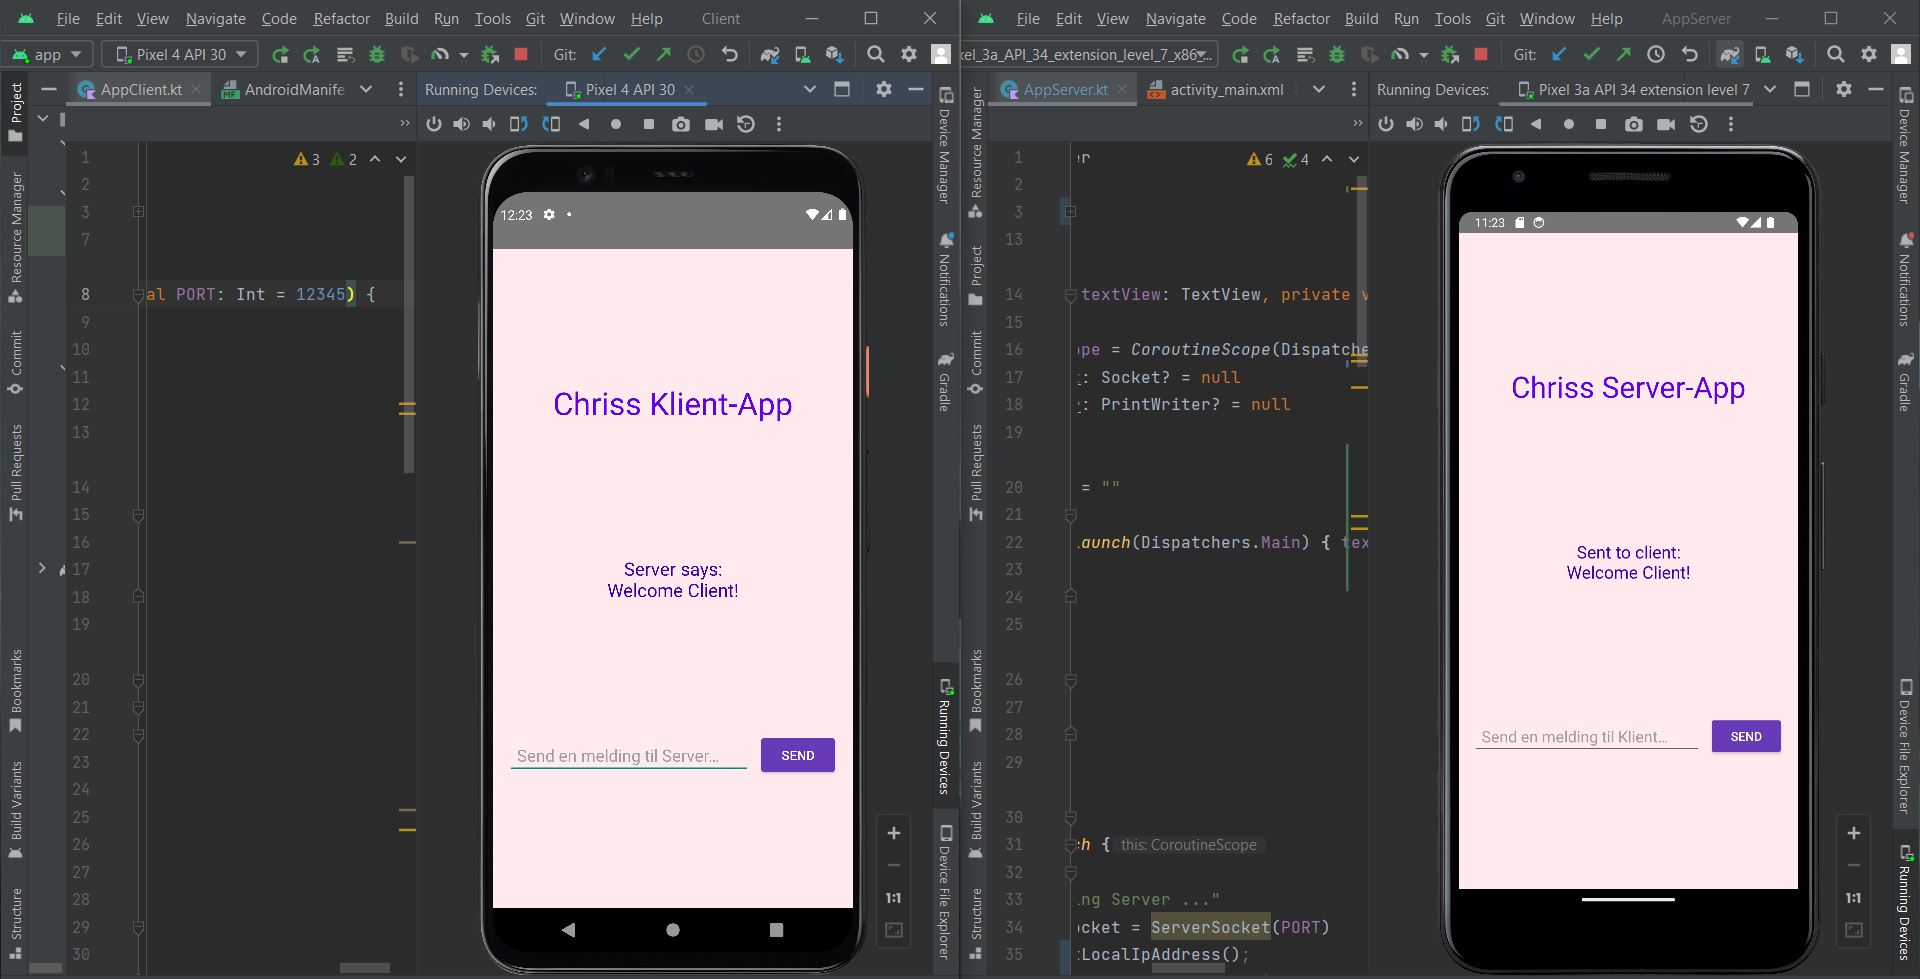 File Edit View Navigate Code Refactor Build Run Tools Git Window Help Client
app Pixel 4 API 30 Git:
AppClient.kt AndroidManife Running Devices: Pixel 4 API 30
Project
Resource Manager
Commit
Pull Requests
Bookmarks
Build Variants
Structure
3 2
1
2
3
7
8 al PORT: Int = 12345) {
9
10
11
12
13
14
15
16
17
18
19
20
21
22
23
24
25
26
27
28
29
30
12:23
Chriss Klient-App
Server says:
Welcome Client!
Send en melding til Server... SEND
1:1
Device Manager
Notifications
Gradle
Running Devices
Device File Explorer
File Edit View Navigate Code Refactor Build Run Tools Git Window Help AppServer
xel_3a_API_34_extension_level_7_x86... Git:
AppServer.kt activity_main.xml Running Devices: Pixel 3a API 34 extension level 7
Resource Manager
Project
Commit
Pull Requests
Bookmarks
Build Variants
Structure
6 4
1 er
2
3
13
14 textView: TextView, private v
15
16 ope = CoroutineScope(Dispatche
17 t: Socket? = null
18 r: PrintWriter? = null
19
20 = ""
21
22 launch(Dispatchers.Main) { tex
23
24
25
26
27
28
29
30
31 ch { this: CoroutineScope
32
33 ing Server ..."
34 ocket = ServerSocket(PORT)
35 tLocalIpAddress();
11:23
Chriss Server-App
Sent to client:
Welcome Client!
Send en melding til Klient... SEND
1:1
Device Manager
Notifications
Gradle
Device File Explorer
Running Devices